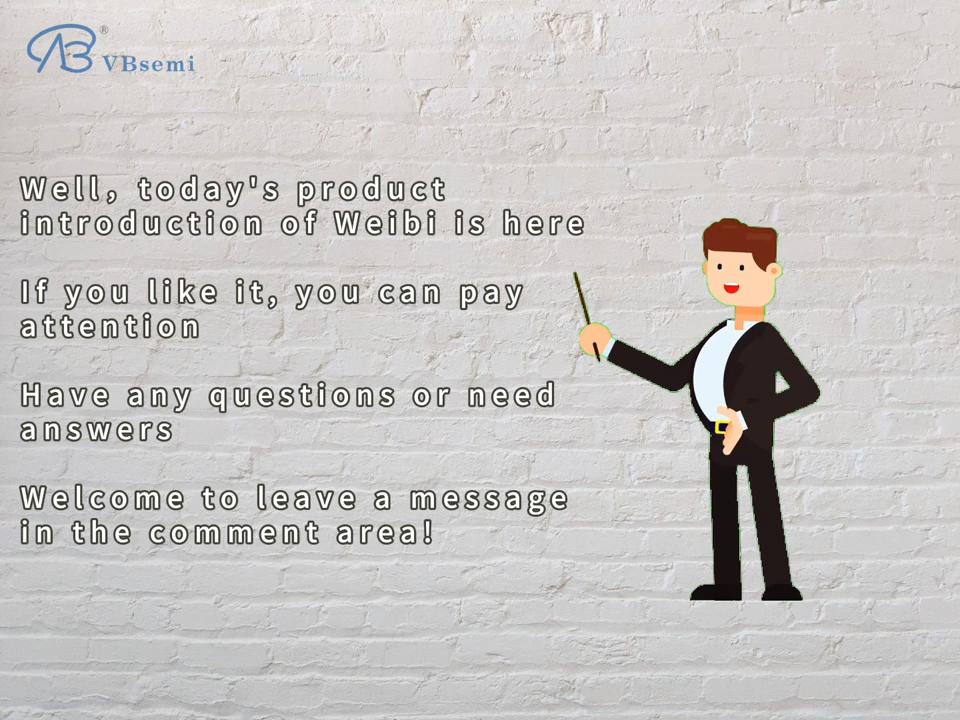 VBsemi
Well, today's product
introduction of Weibi is here
If you like it, you can pay
attention
Have any questions or need
answers
Welcome to leave a message
in the comment area!